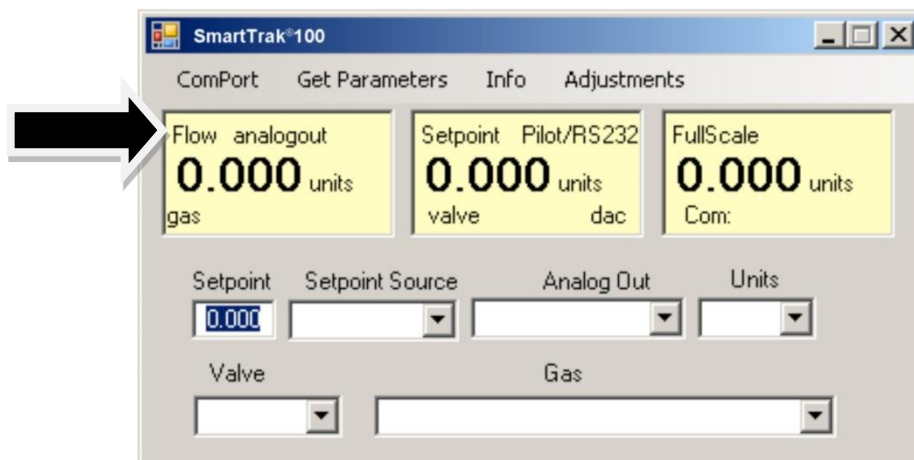 SmartTrak®100
ComPort Get Parameters Info Adjustments
Flow analogout
0.000 units
gas
Setpoint Pilot/RS232
0.000 units
valve dac
FullScale
0.000 units
Com:
Setpoint Setpoint Source Analog Out Units
0.000
Valve Gas